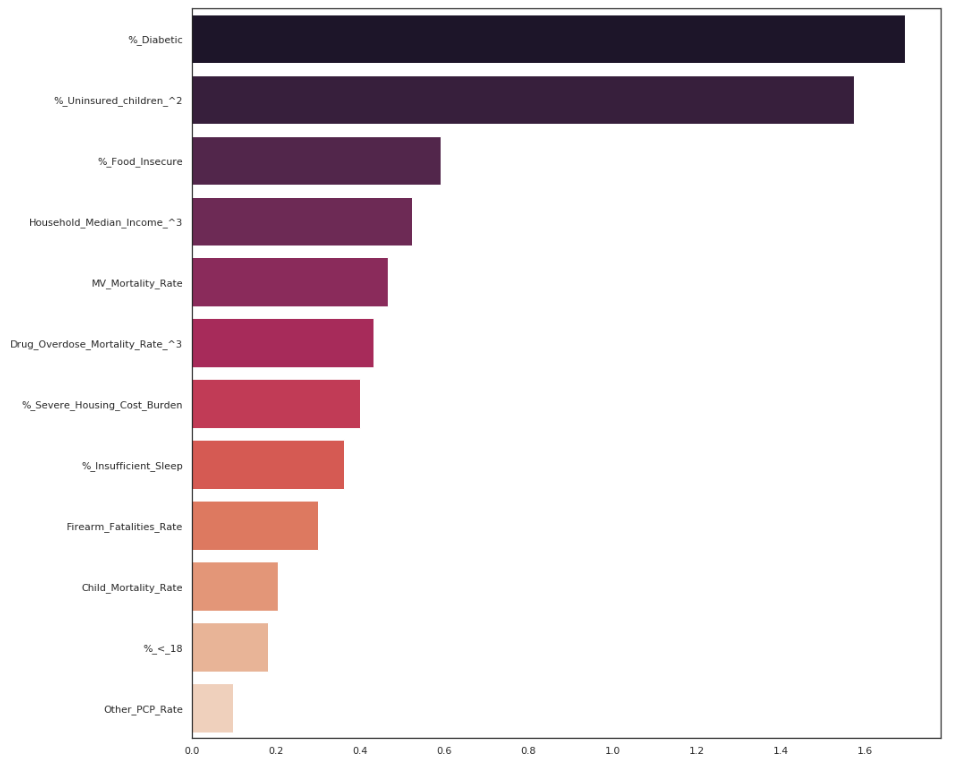 %_Diabetic
%_Uninsured_children_^2
%_Food_Insecure
Household_Median_Income_^3
MV_Mortality_Rate
Drug_Overdose_Mortality_Rate_^3
%_Severe_Housing_Cost_Burden
%_Insufficient_Sleep
Firearm_Fatalities_Rate
Child_Mortality_Rate
%_<_18
Other_PCP_Rate
0.0 0.2 0.4 0.6 0.8 1.0 1.2 1.4 1.6